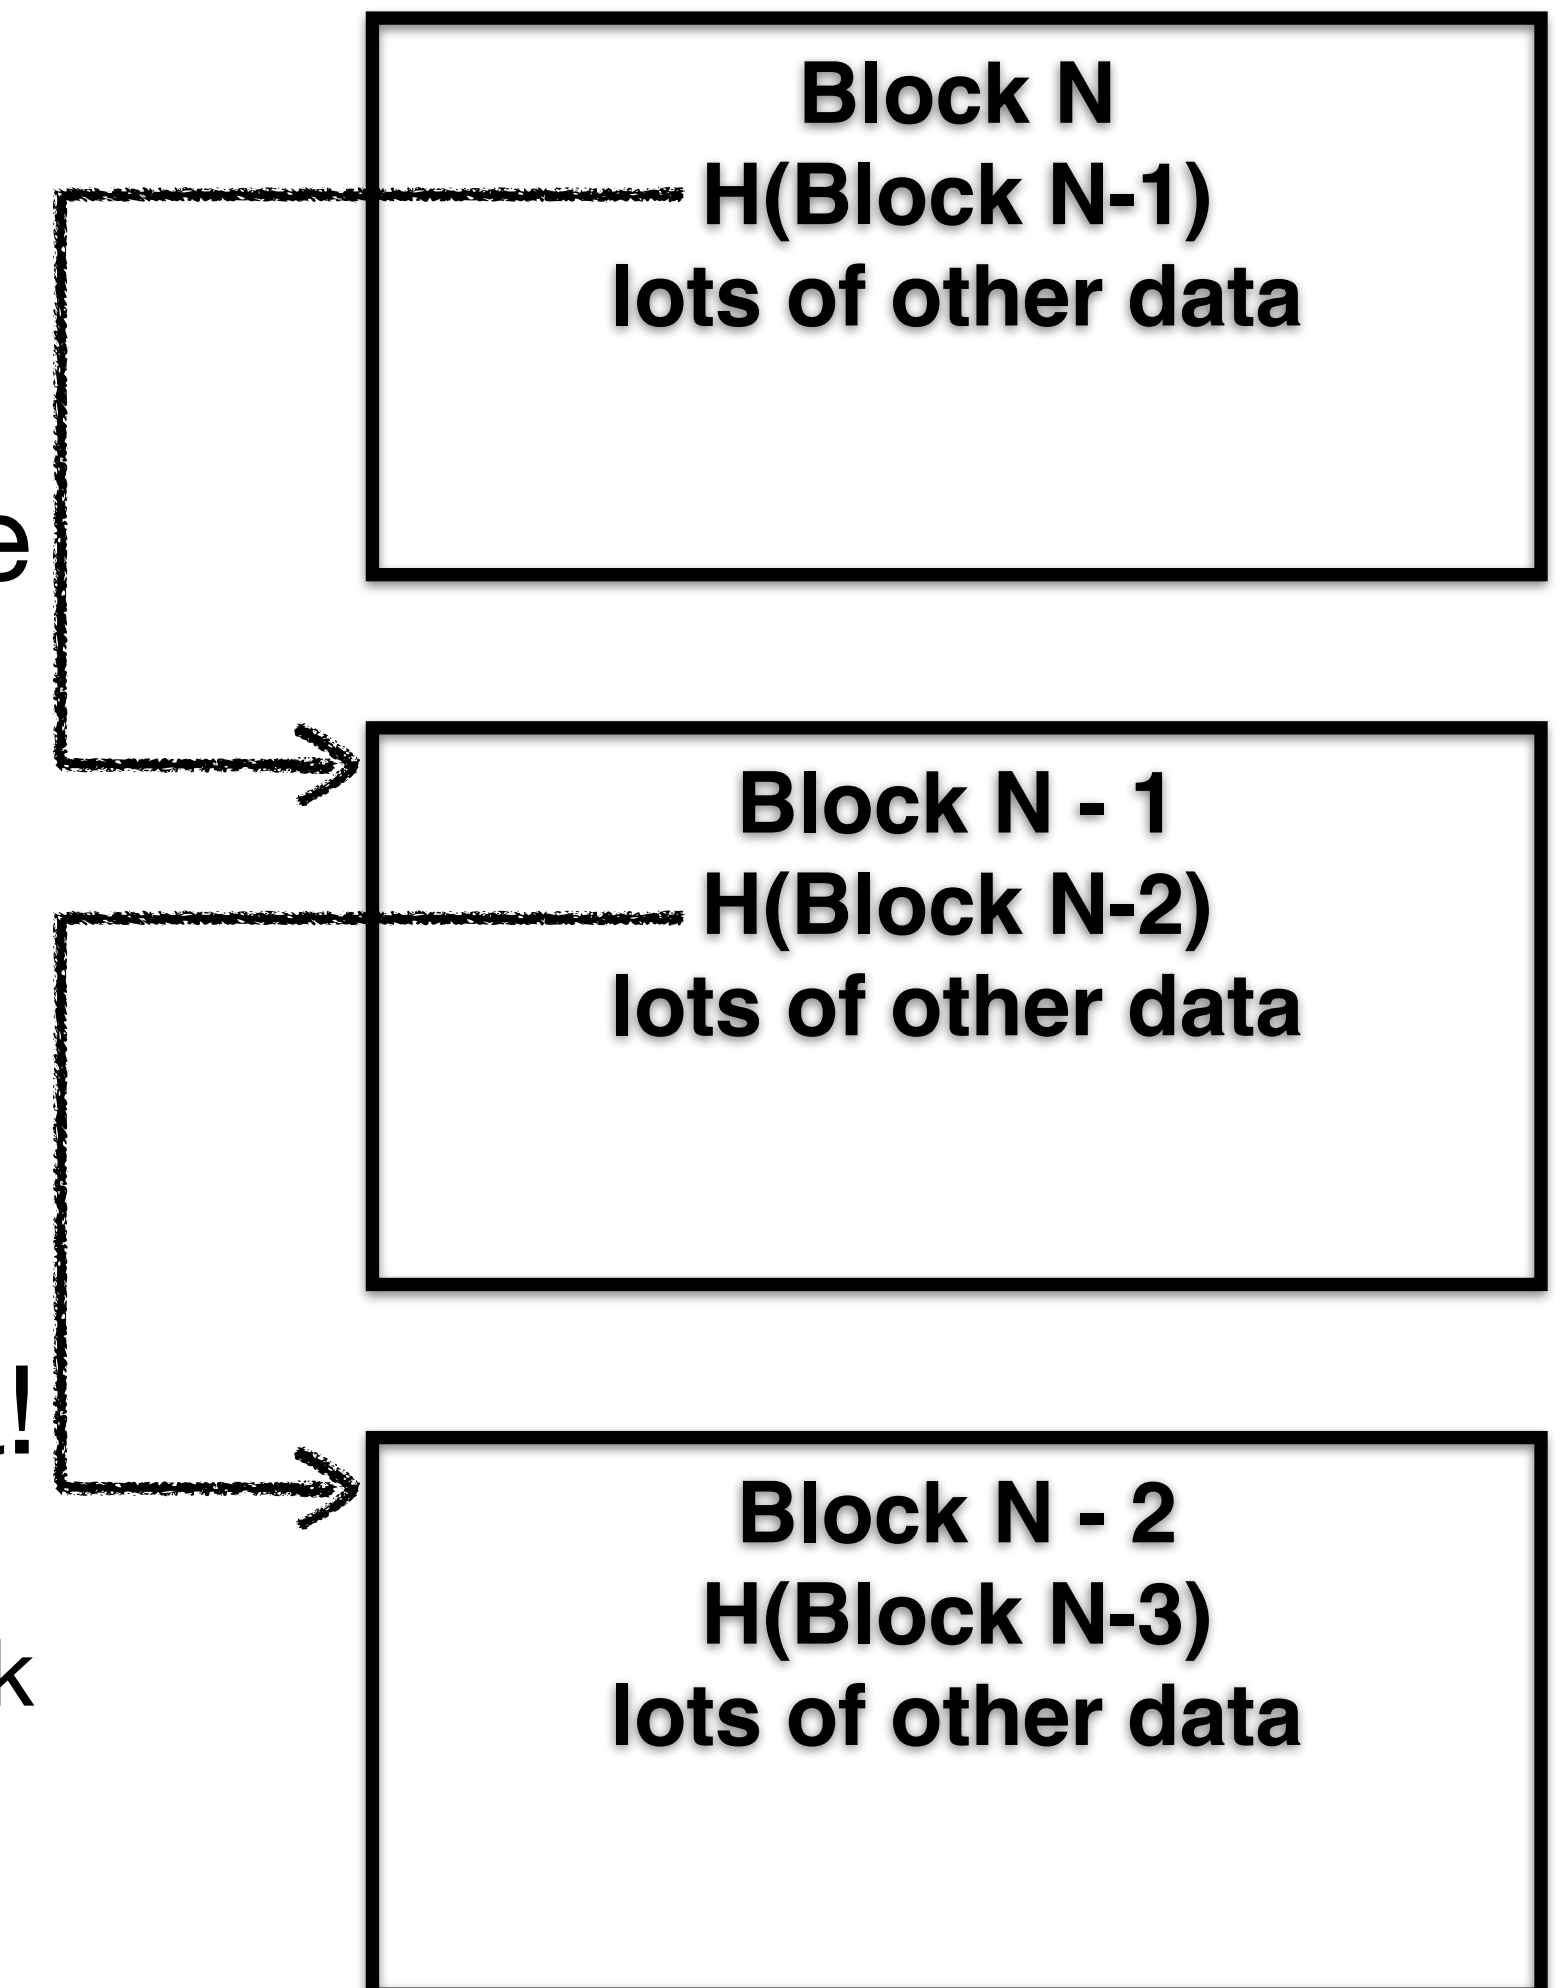 Block N
H(Block N-1)
lots of other data
e
Block N - 1
H(Block N-2)
lots of other data
!
Block N - 2
H(Block N-3)
k
lots of other data